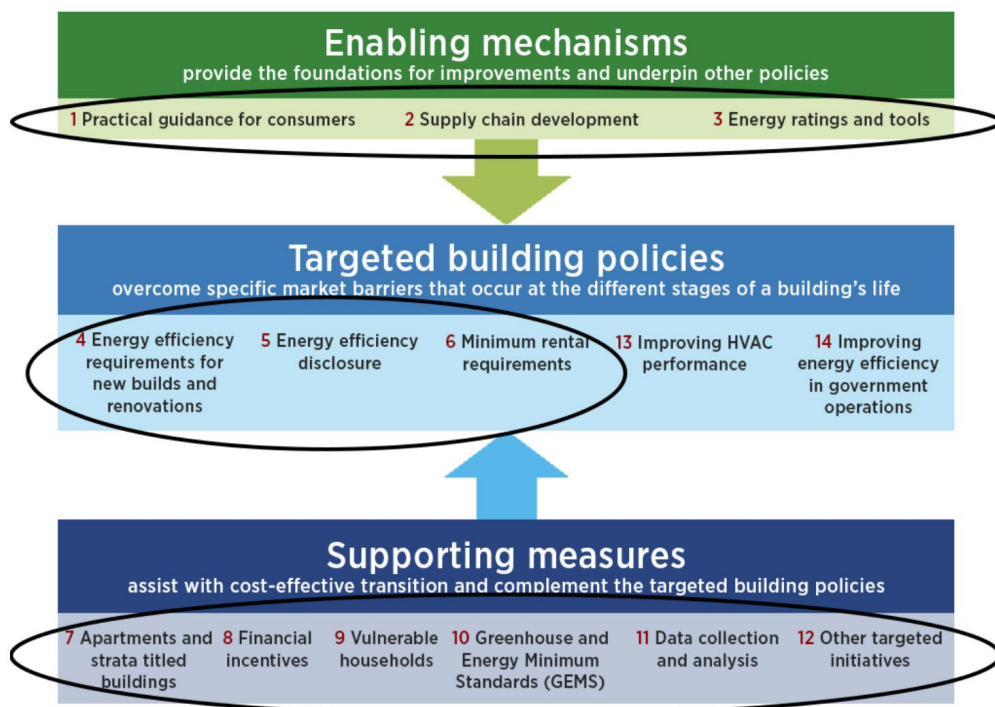 Enabling mechanisms
provide the foundations for improvements and underpin other policies
1 Practical guidance for consumers
2 Supply chain development
3 Energy ratings and tools
Targeted building policies
overcome specific market barriers that occur at the different stages of a building's life
4 Energy efficiency
requirements for
new builds and
renovations
5 Energy efficiency
disclosure
6 Minimum rental
requirements
13 Improving HVAC
performance
14 Improving
energy efficiency
in government
operations
Supporting measures
assist with cost-effective transition and complement the targeted building policies
7 Apartments and
strata titled
buildings
8 Financial
incentives
9 Vulnerable
households
10 Greenhouse and
Energy Minimum
Standards (GEMS)
11 Data collection
and analysis
12 Other targeted
initiatives